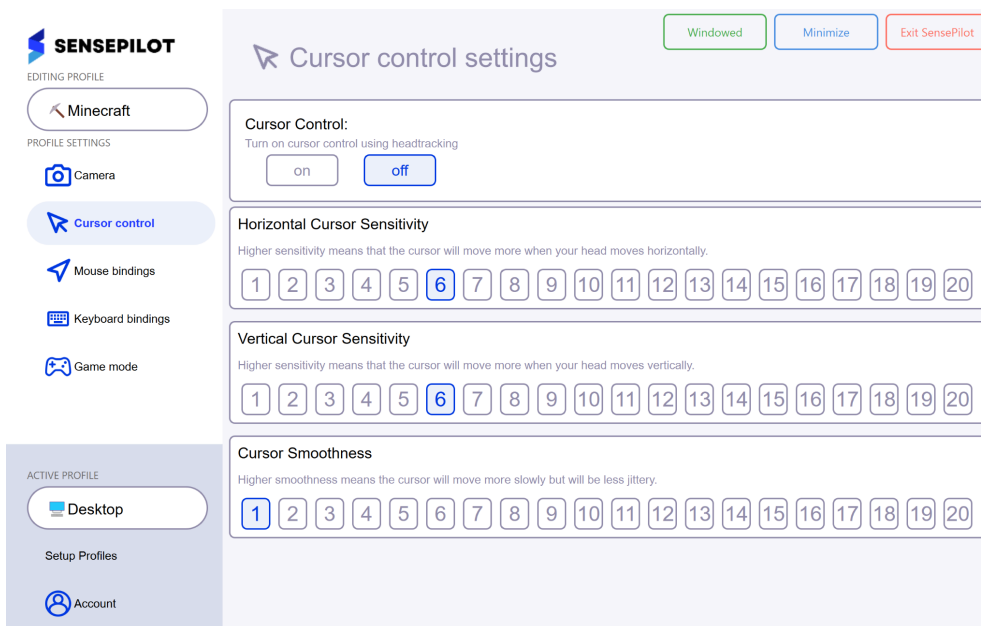 SENSEPILOT
EDITING PROFILE
Minecraft
PROFILE SETTINGS
Camera
Cursor control
Mouse bindings
Keyboard bindings
Game mode
ACTIVE PROFILE
Desktop
Setup Profiles
Account
Cursor control settings
Windowed Minimize Exit SensePilot
Cursor Control:
Turn on cursor control using headtracking
on off
Horizontal Cursor Sensitivity
Higher sensitivity means that the cursor will move more when your head moves horizontally.
1 2 3 4 5 6 7 8 9 10 11 12 13 14 15 16 17 18 19 20
Vertical Cursor Sensitivity
Higher sensitivity means that the cursor will move more when your head moves vertically.
1 2 3 4 5 6 7 8 9 10 11 12 13 14 15 16 17 18 19 20
Cursor Smoothness
Higher smoothness means the cursor will move more slowly but will be less jittery.
1 2 3 4 5 6 7 8 9 10 11 12 13 14 15 16 17 18 19 20